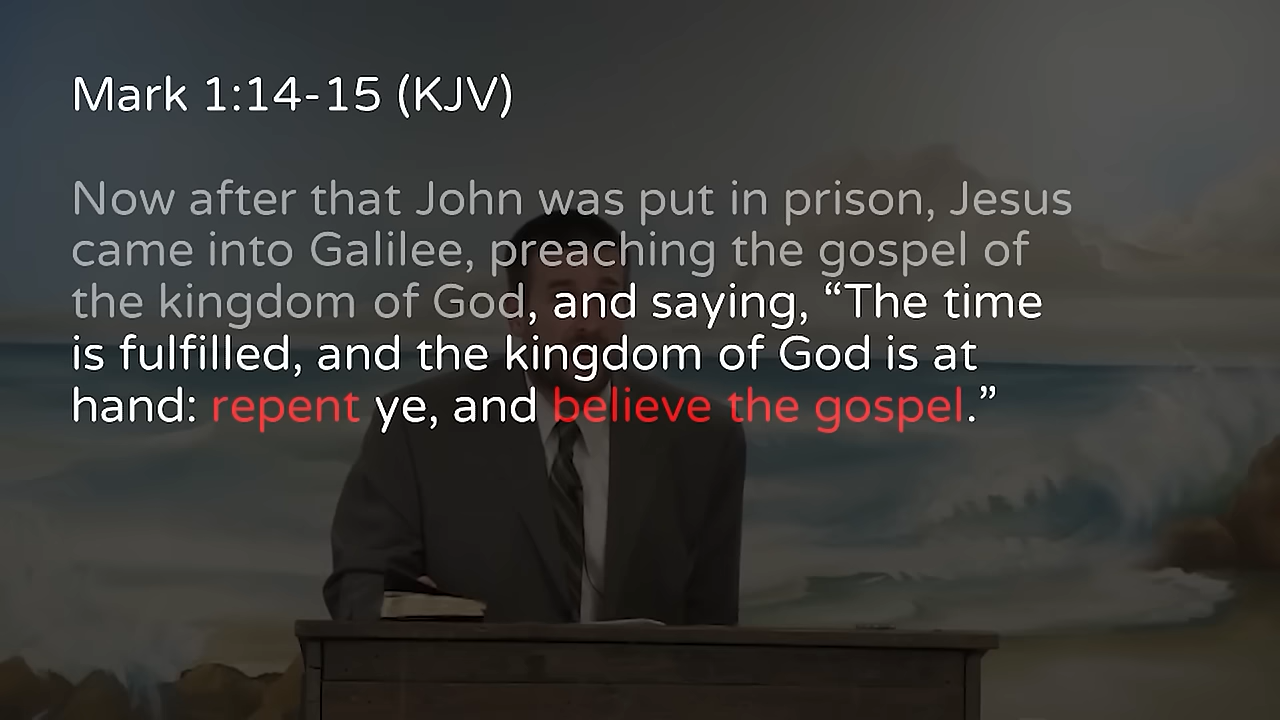 Mark 1:14-15 (KJV)
Now after that John was put in prison, Jesus
came into Galilee, preaching the gospel of
the kingdom of God, and saying, “The time
is fulfilled, and the kingdom of God is at
hand: repent ye, and believe the gospel.”